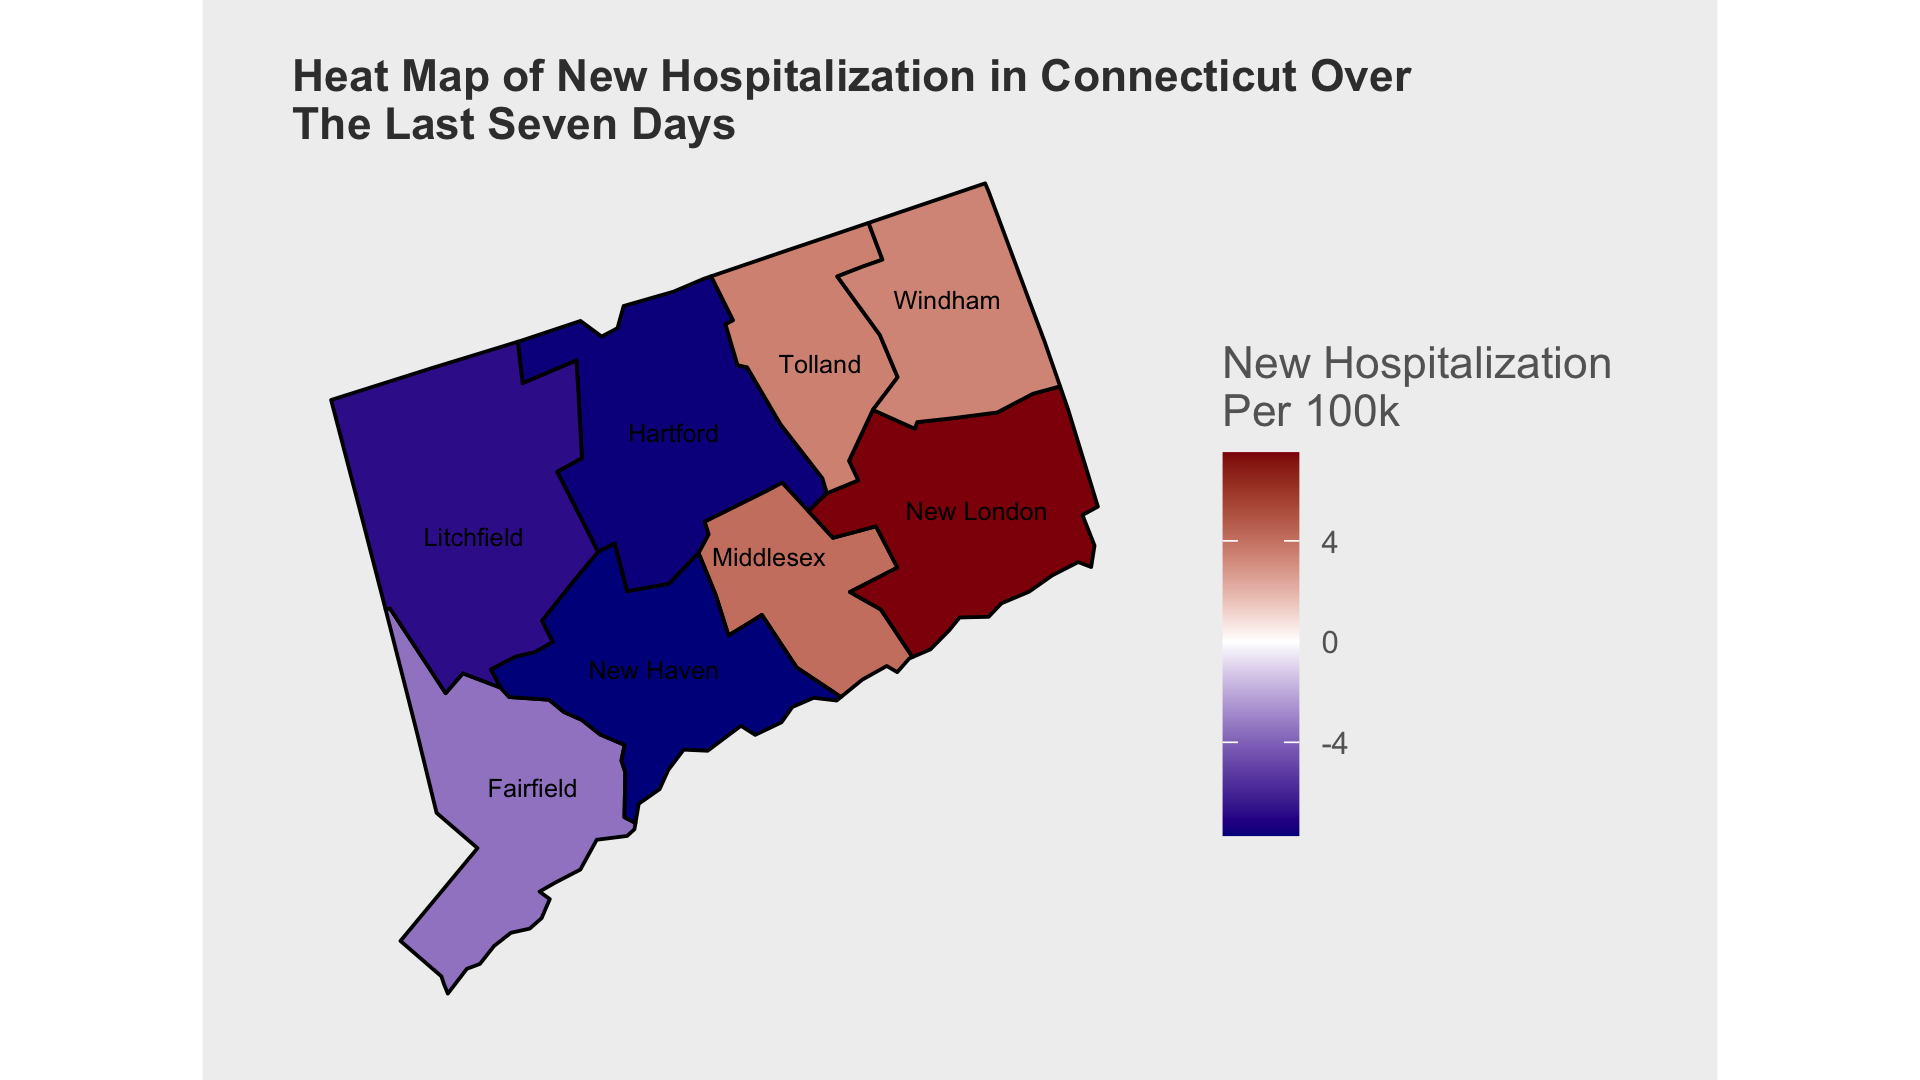 Heat Map of New Hospitalization in Connecticut Over
The Last Seven Days
Windham
Tolland
Hartford
New London
Litchfield
Middlesex
New Haven
Fairfield
New Hospitalization
Per 100k
4
0
-4